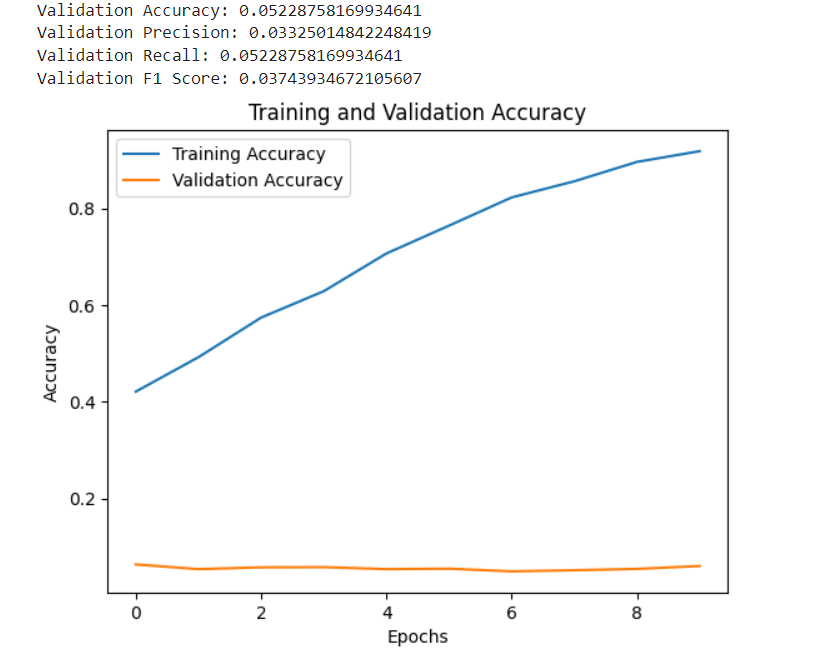 Validation Accuracy: 0.05228758169934641
Validation Precision: 0.03325014842248419
Validation Recall: 0.05228758169934641
Validation F1 Score: 0.03743934672105607
Training and Validation Accuracy
Training Accuracy
Validation Accuracy
0.8
0.6
0.4
0.2
Accuracy
0 2 4 6 8
Epochs